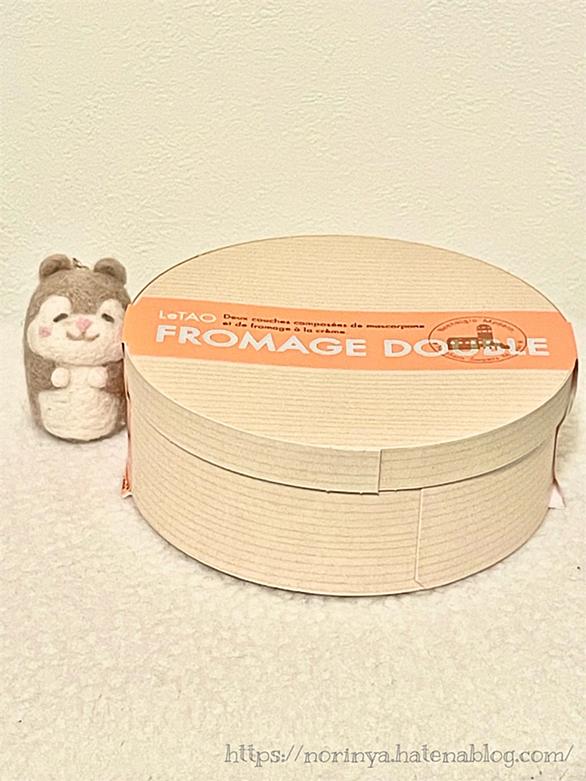 LeTAO
Deux couches composées de mascarpone
et de fromage à la crème
FROMAGE DOUBLE
https://norinya.hatenablog.com/